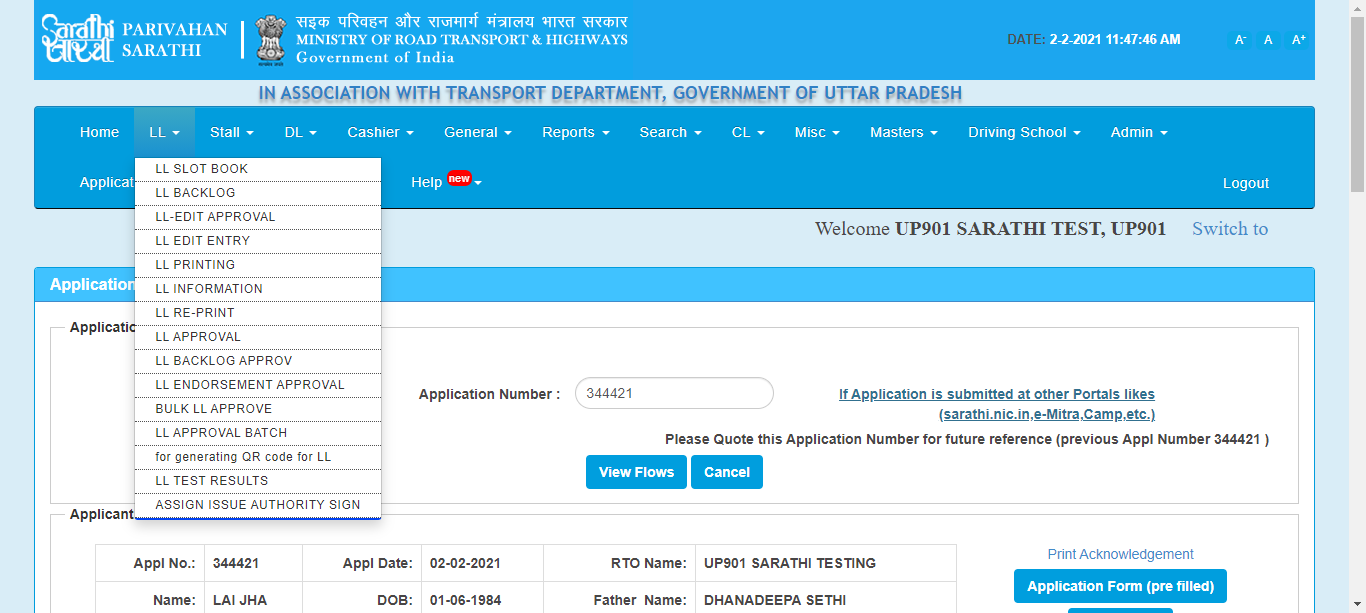 Sarathi
सारथी
PARIVAHAN
SARATHI
सड़क परिवहन और राजमार्ग मंत्रालय भारत सरकार
MINISTRY OF ROAD TRANSPORT & HIGHWAYS
Government of India
DATE: 2-2-2021 11:47:46 AM
A- A A+
IN ASSOCIATION WITH TRANSPORT DEPARTMENT, GOVERNMENT OF UTTAR PRADESH
Home LL Stall DL Cashier General Reports Search CL Misc Masters Driving School Admin
Applicat Help new Logout
LL SLOT BOOK
LL BACKLOG
LL-EDIT APPROVAL
LL EDIT ENTRY
LL PRINTING
LL INFORMATION
LL RE-PRINT
LL APPROVAL
LL BACKLOG APPROV
LL ENDORSEMENT APPROVAL
BULK LL APPROVE
LL APPROVAL BATCH
for generating QR code for LL
LL TEST RESULTS
ASSIGN ISSUE AUTHORITY SIGN
Welcome UP901 SARATHI TEST, UP901 Switch to
Application
Applicatio
Application Number : 344421
If Application is submitted at other Portals likes
(sarathi.nic.in,e-Mitra,Camp,etc.)
Please Quote this Application Number for future reference (previous Appl Number 344421 )
View Flows Cancel
Applicant
Appl No.: 344421 Appl Date: 02-02-2021 RTO Name: UP901 SARATHI TESTING
Name: LAI JHA DOB: 01-06-1984 Father Name: DHANADEEPA SETHI
Print Acknowledgement
Application Form (pre filled)